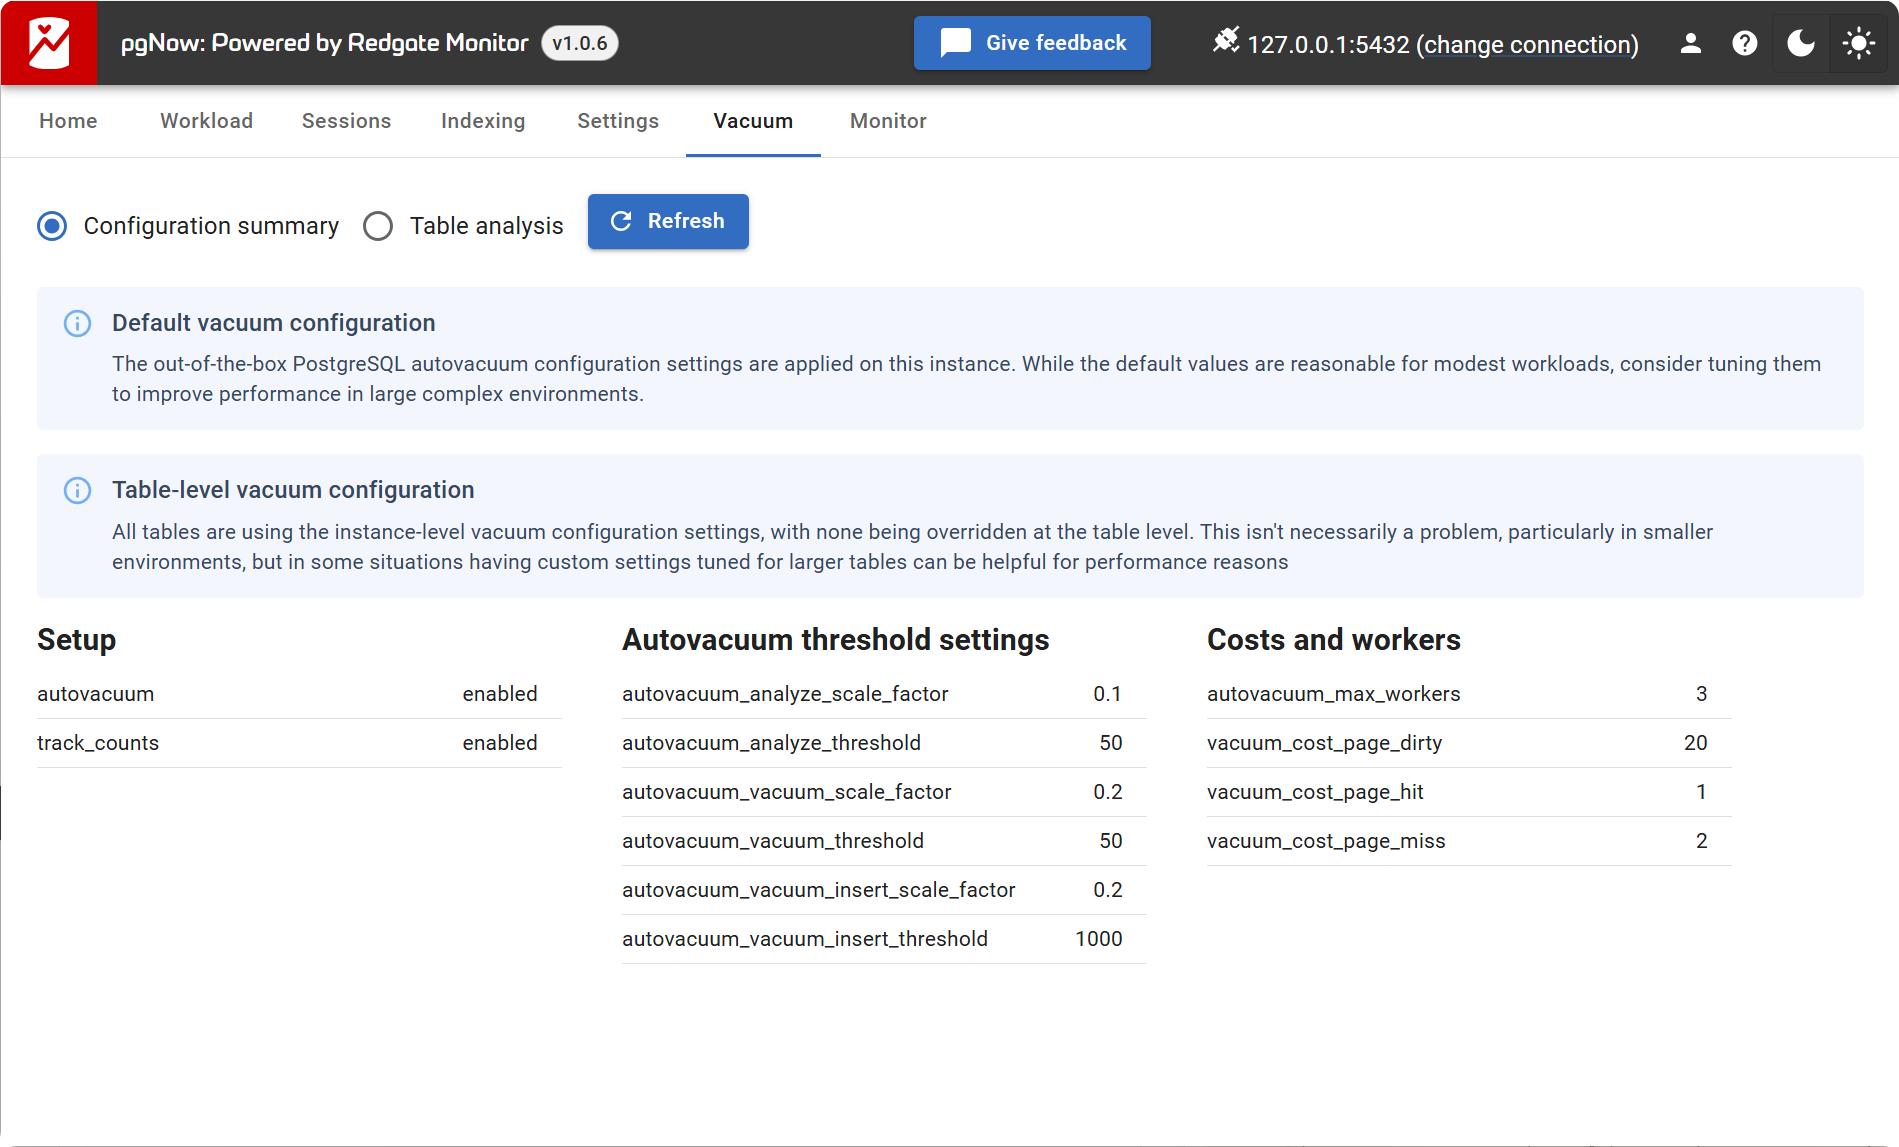 pgNow: Powered by Redgate Monitor v1.0.6
Give feedback
127.0.0.1:5432 (change connection)
Home Workload Sessions Indexing Settings Vacuum Monitor
Configuration summary Table analysis Refresh
Default vacuum configuration
The out-of-the-box PostgreSQL autovacuum configuration settings are applied on this instance. While the default values are reasonable for modest workloads, consider tuning them
to improve performance in large complex environments.
Table-level vacuum configuration
All tables are using the instance-level vacuum configuration settings, with none being overridden at the table level. This isn't necessarily a problem, particularly in smaller
environments, but in some situations having custom settings tuned for larger tables can be helpful for performance reasons
Setup
autovacuum enabled
track_counts enabled
Autovacuum threshold settings
autovacuum_analyze_scale_factor 0.1
autovacuum_analyze_threshold 50
autovacuum_vacuum_scale_factor 0.2
autovacuum_vacuum_threshold 50
autovacuum_vacuum_insert_scale_factor 0.2
autovacuum_vacuum_insert_threshold 1000
Costs and workers
autovacuum_max_workers 3
vacuum_cost_page_dirty 20
vacuum_cost_page_hit 1
vacuum_cost_page_miss 2